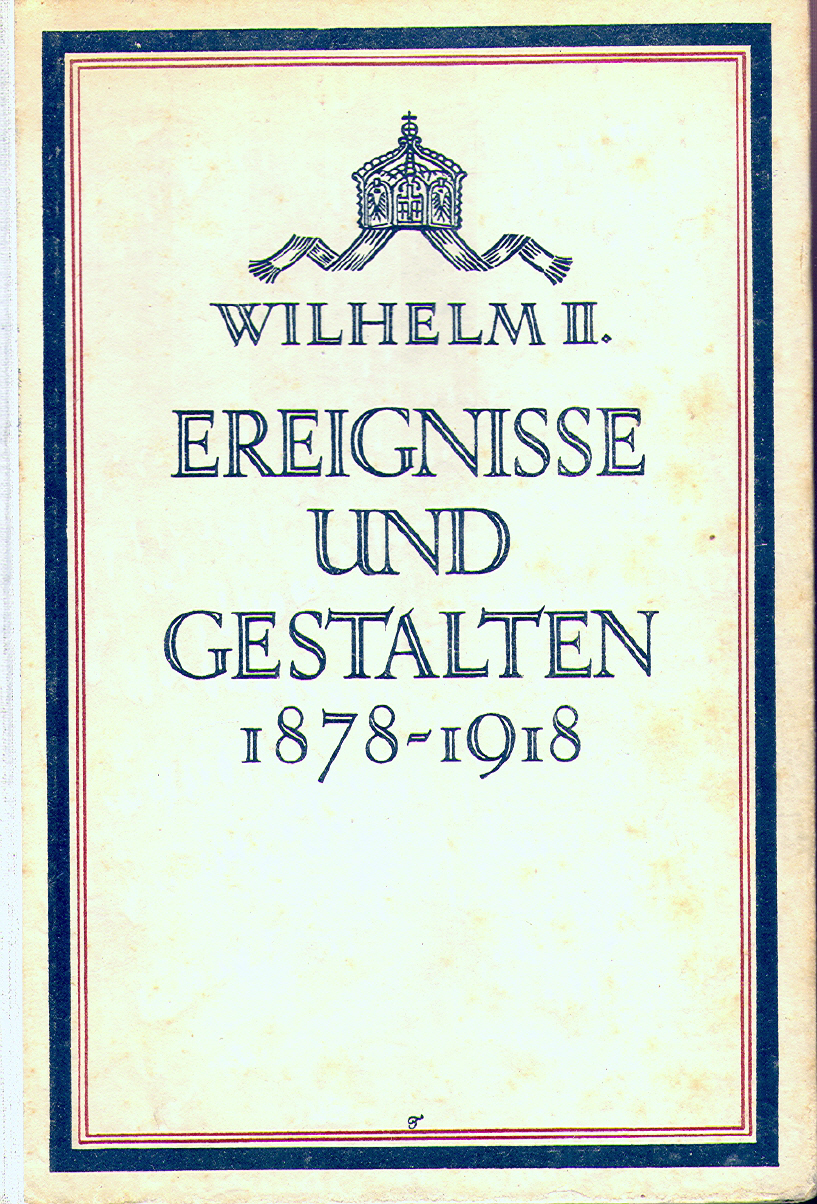 WILHELM II.
EREIGNISSE
UND
GESTALTEN
1878-1918